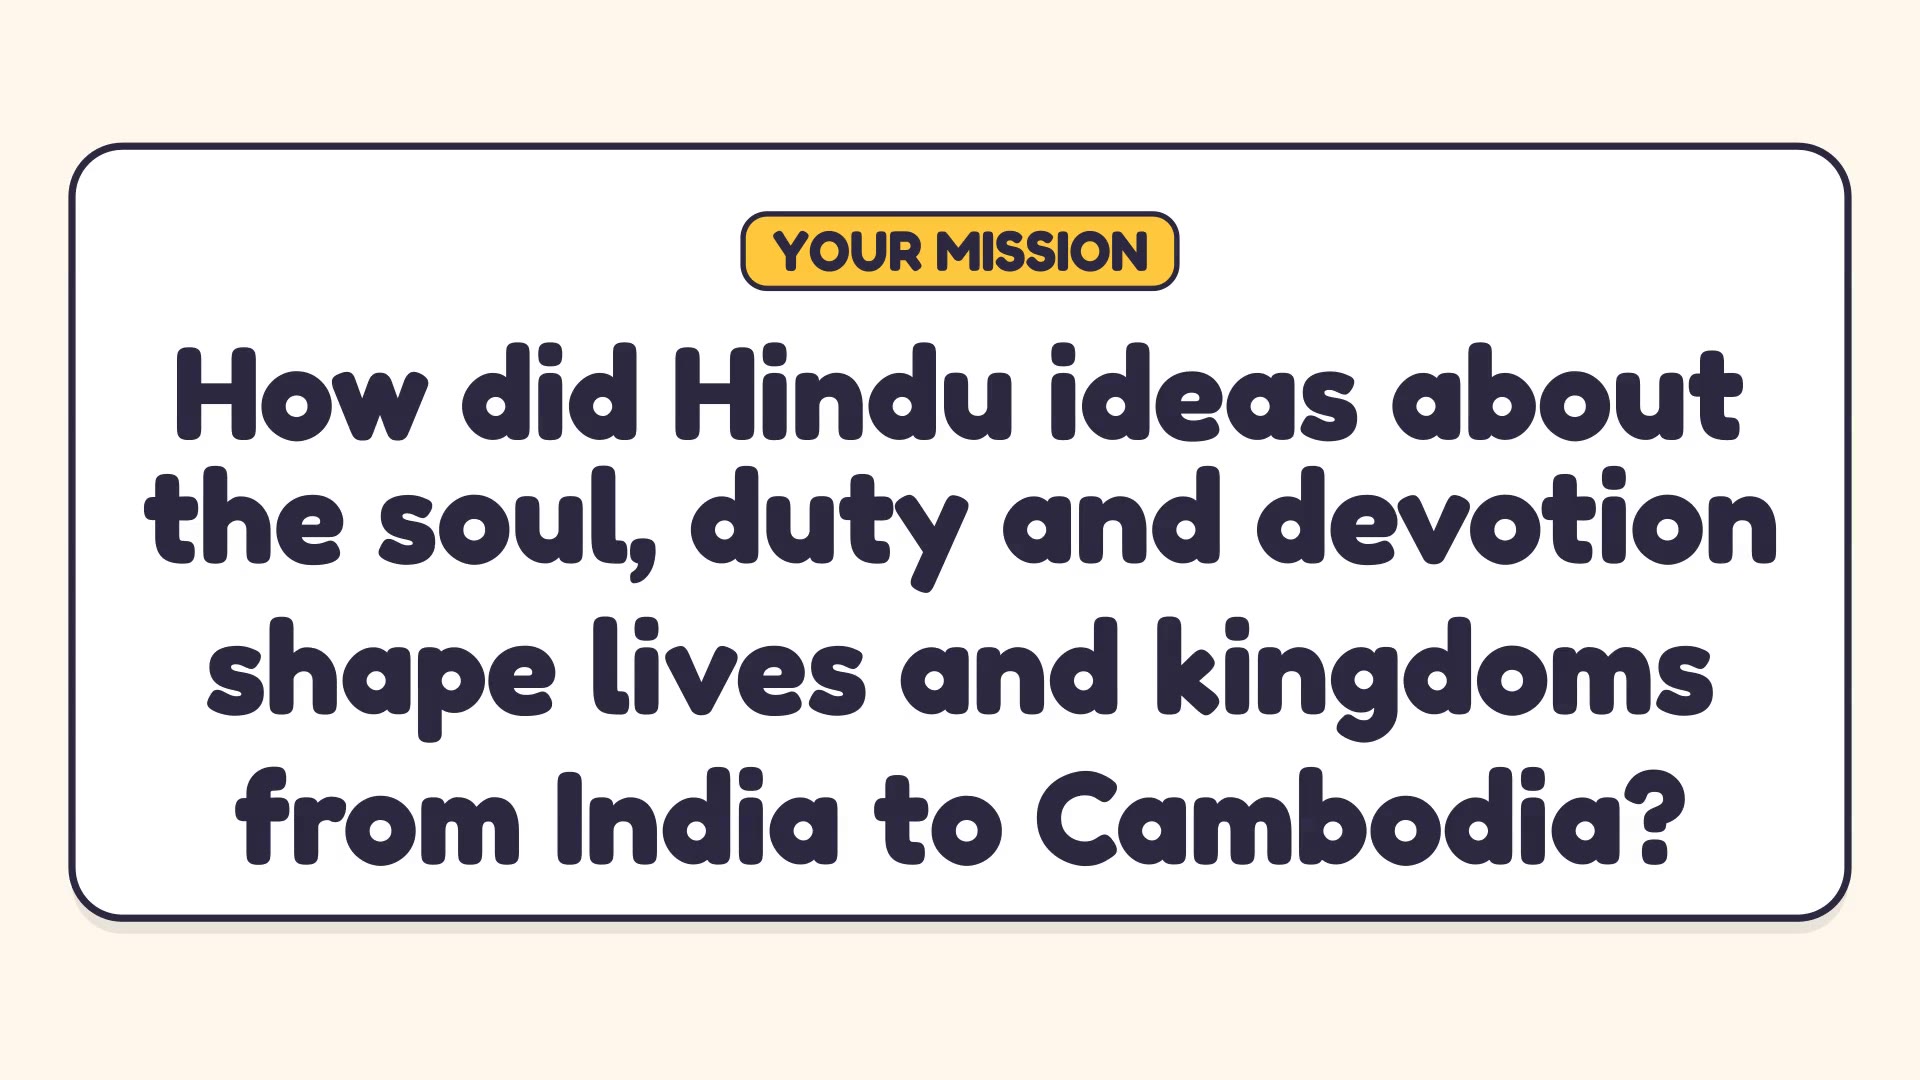 YOUR MISSION
How did Hindu ideas about
the soul, duty and devotion
shape lives and kingdoms
from India to Cambodia?